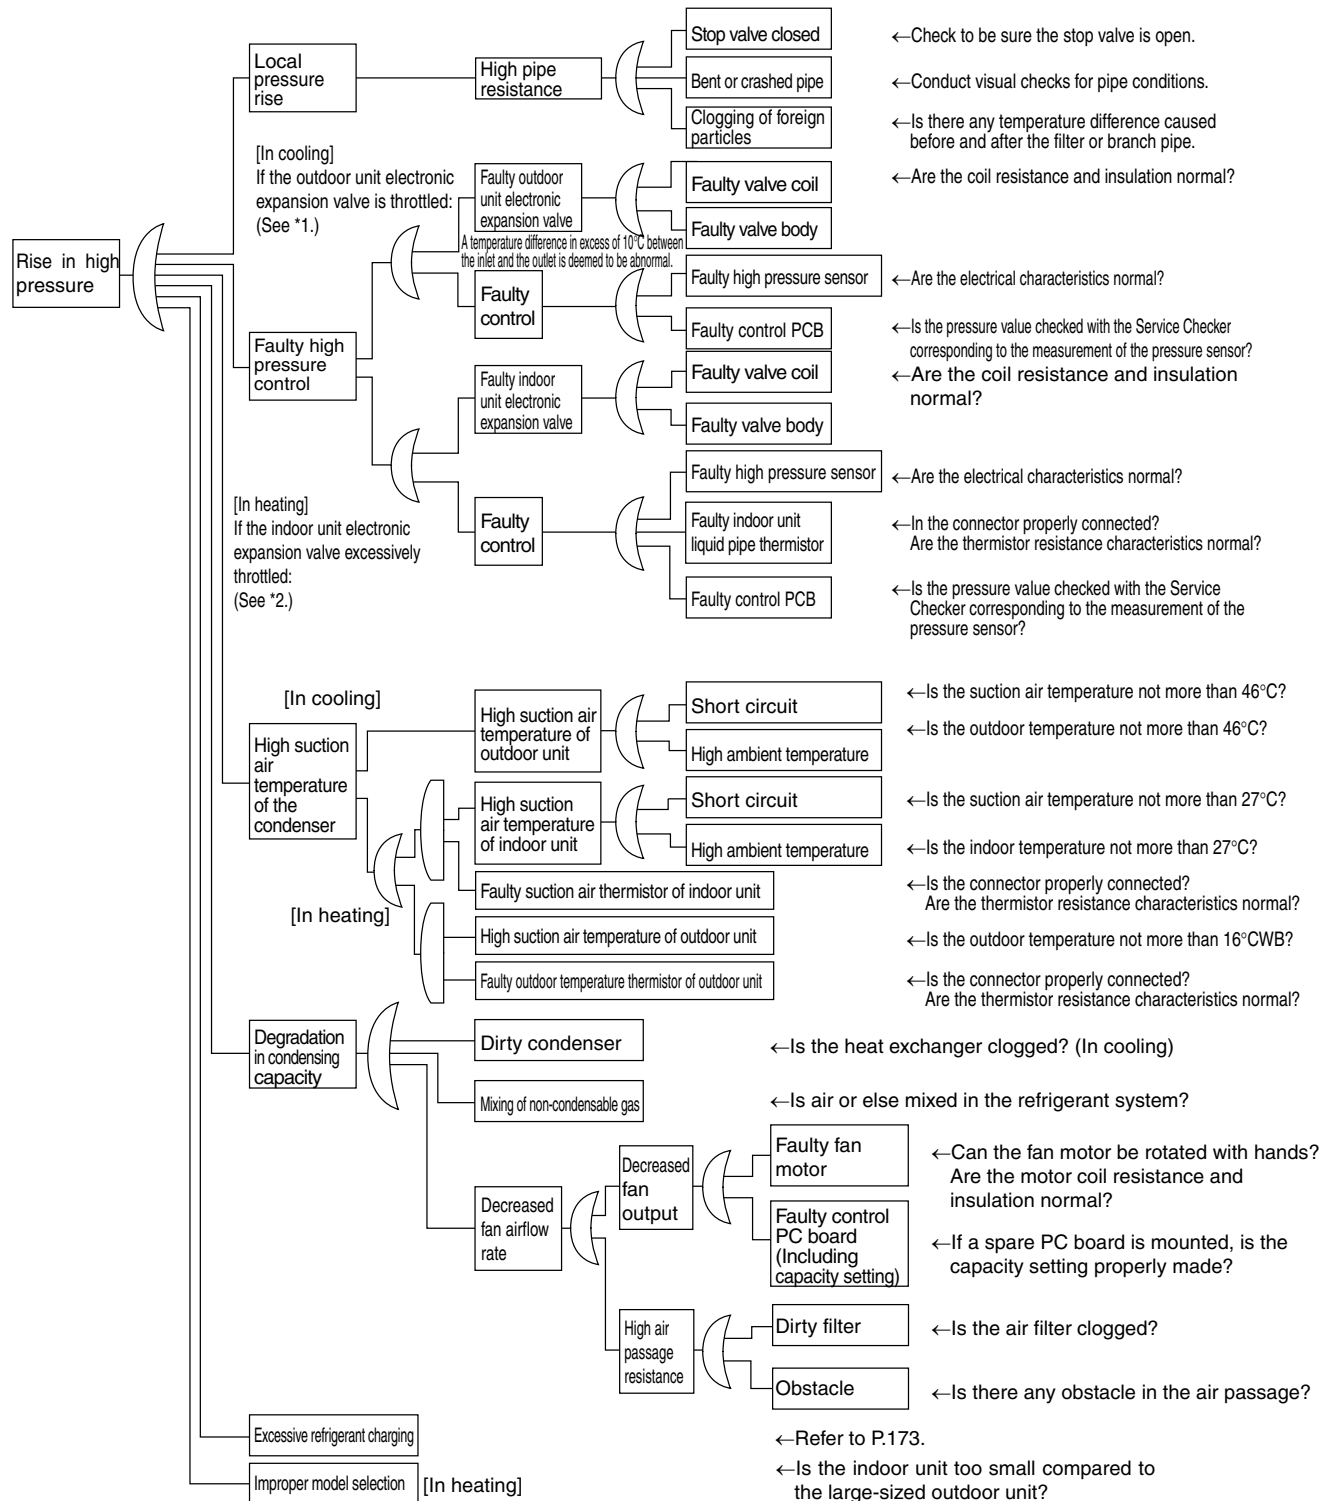 Rise in high
pressure
Local
pressure
rise
High pipe
resistance
Stop valve closed
←Check to be sure the stop valve is open.
Bent or crashed pipe
←Conduct visual checks for pipe conditions.
Clogging of foreign
particles
←Is there any temperature difference caused
before and after the filter or branch pipe.
[In cooling]
If the outdoor unit electronic
expansion valve is throttled:
(See *1.)
Faulty outdoor
unit electronic
expansion valve
Faulty valve coil
←Are the coil resistance and insulation normal?
Faulty valve body
A temperature difference in excess of 10°C between
the inlet and the outlet is deemed to be abnormal.
Faulty high
pressure
control
Faulty
control
Faulty high pressure sensor
←Are the electrical characteristics normal?
Faulty control PCB
←Is the pressure value checked with the Service Checker
corresponding to the measurement of the pressure sensor?
Faulty indoor
unit electronic
expansion valve
Faulty valve coil
←Are the coil resistance and insulation
normal?
Faulty valve body
[In heating]
If the indoor unit electronic
expansion valve excessively
throttled:
(See *2.)
Faulty
control
Faulty high pressure sensor
←Are the electrical characteristics normal?
Faulty indoor unit
liquid pipe thermistor
←In the connector properly connected?
Are the thermistor resistance characteristics normal?
Faulty control PCB
←Is the pressure value checked with the Service
Checker corresponding to the measurement of the
pressure sensor?
High suction
air
temperature
of the
condenser
[In cooling]
High suction air
temperature of
outdoor unit
Short circuit
←Is the suction air temperature not more than 46°C?
High ambient temperature
←Is the outdoor temperature not more than 46°C?
[In heating]
High suction
air temperature
of indoor unit
Short circuit
←Is the suction air temperature not more than 27°C?
High ambient temperature
←Is the indoor temperature not more than 27°C?
Faulty suction air thermistor of indoor unit
←Is the connector properly connected?
Are the thermistor resistance characteristics normal?
High suction air temperature of outdoor unit
←Is the outdoor temperature not more than 16°CWB?
Faulty outdoor temperature thermistor of outdoor unit
←Is the connector properly connected?
Are the thermistor resistance characteristics normal?
Degradation
in condensing
capacity
Dirty condenser
←Is the heat exchanger clogged? (In cooling)
Mixing of non-condensable gas
←Is air or else mixed in the refrigerant system?
Decreased
fan airflow
rate
Decreased
fan
output
Faulty fan
motor
←Can the fan motor be rotated with hands?
Are the motor coil resistance and
insulation normal?
Faulty control
PC board
(Including
capacity setting)
←If a spare PC board is mounted, is the
capacity setting properly made?
High air
passage
resistance
Dirty filter
←Is the air filter clogged?
Obstacle
←Is there any obstacle in the air passage?
Excessive refrigerant charging
←Refer to P.173.
Improper model selection
[In heating]
←Is the indoor unit too small compared to
the large-sized outdoor unit?